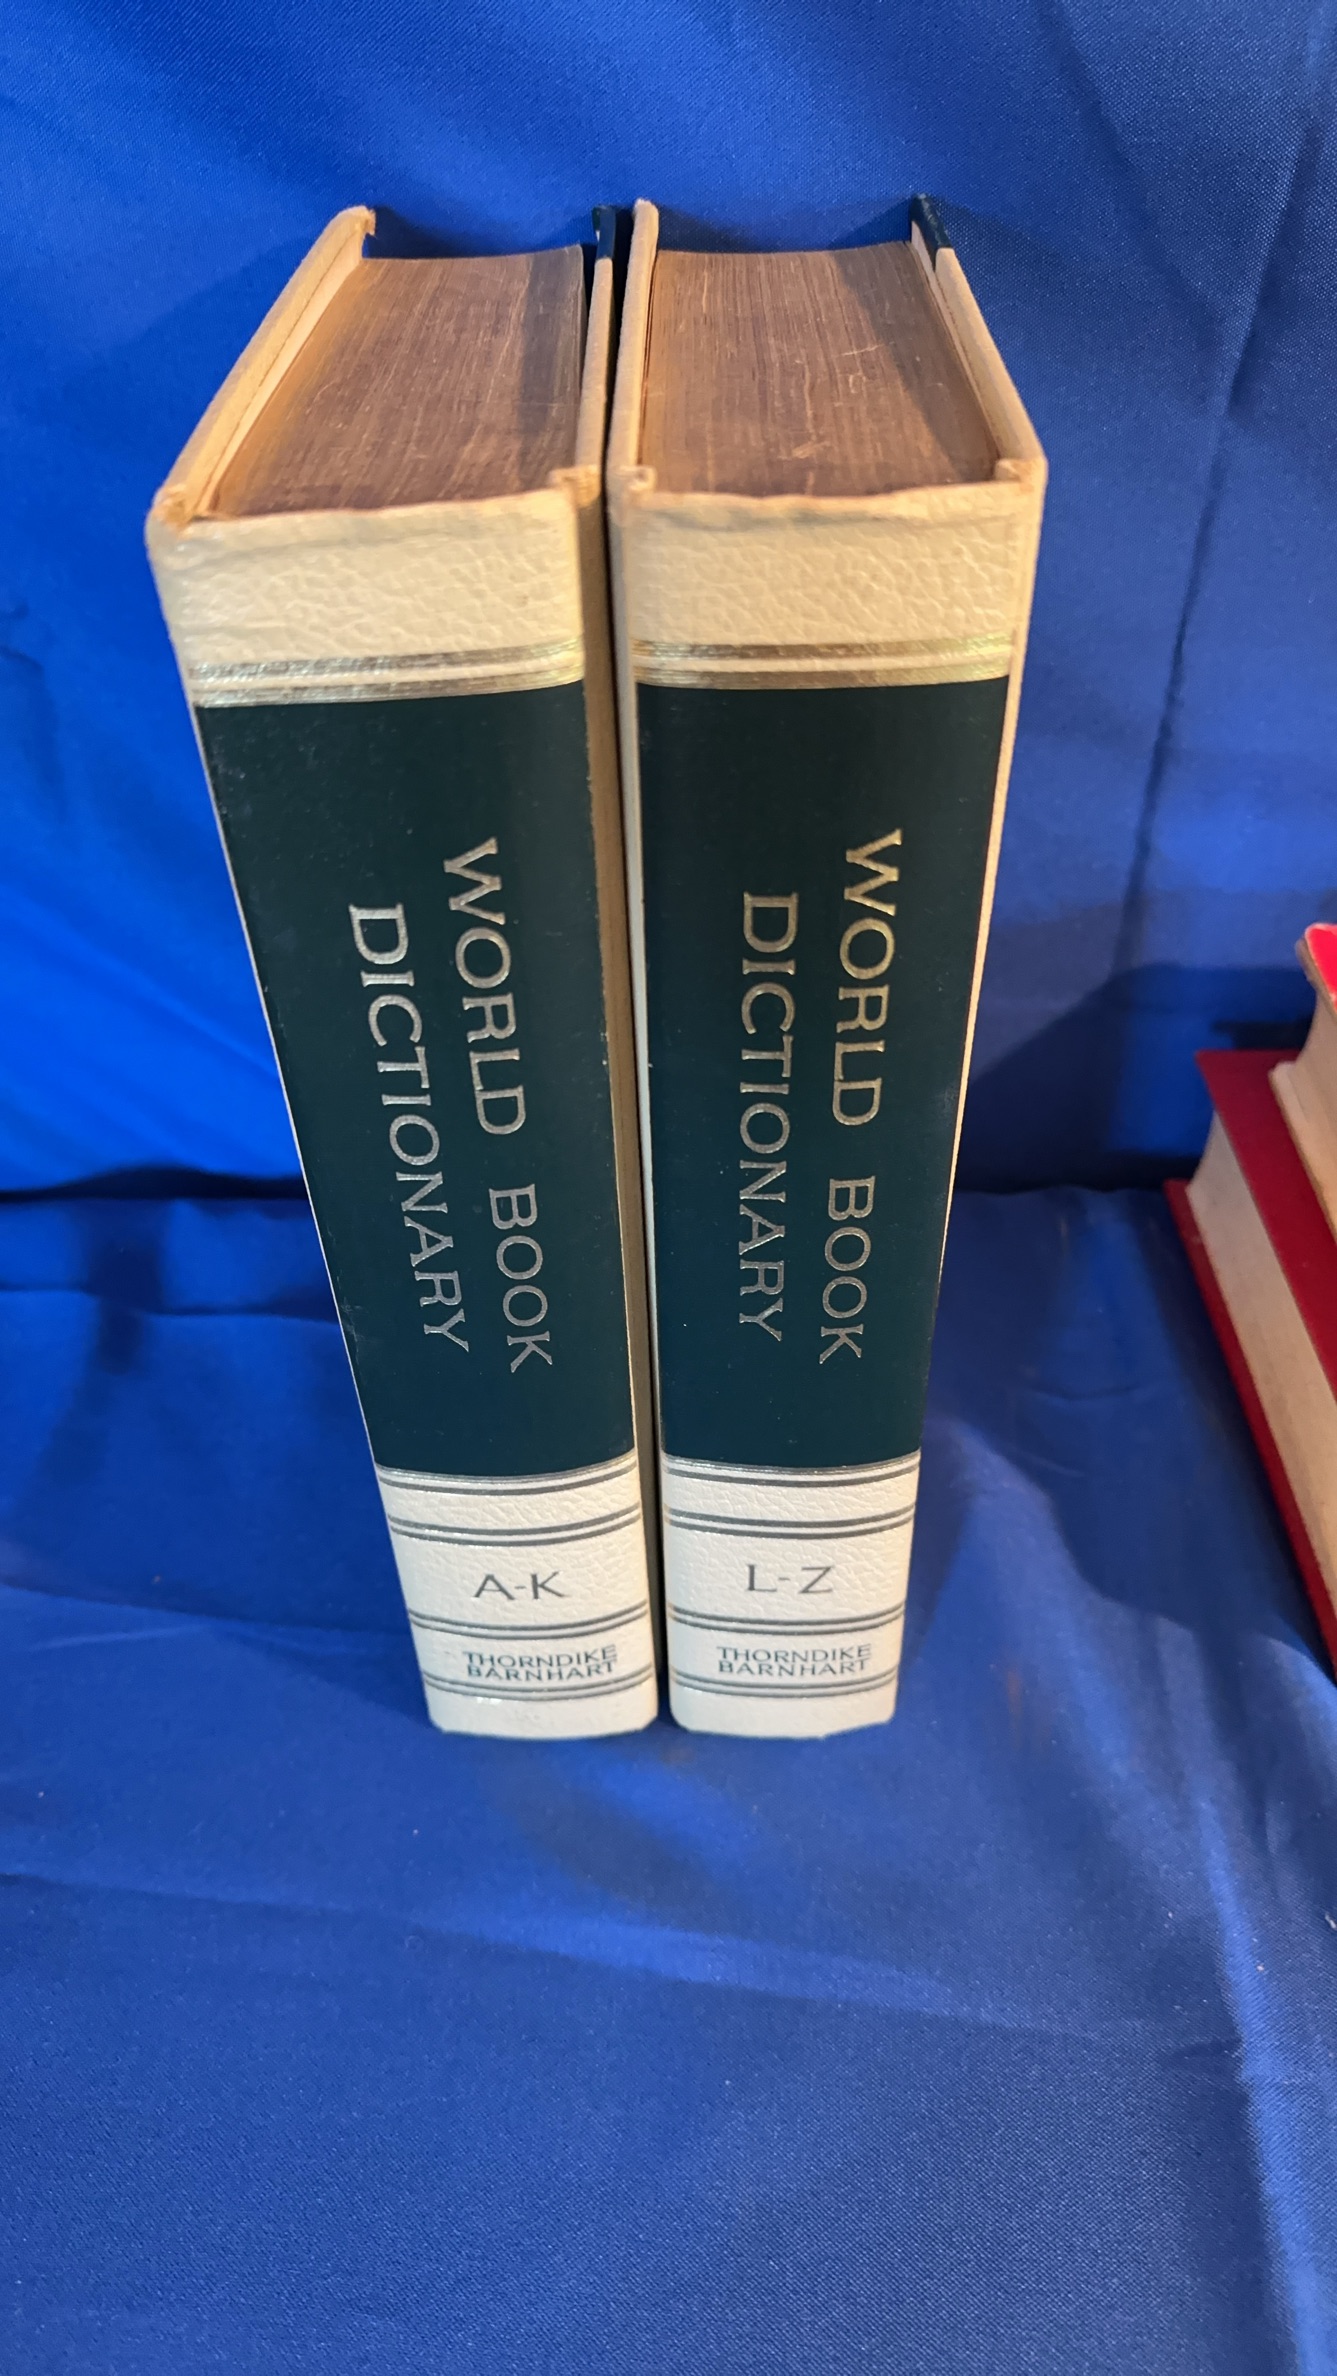 WORLD BOOK
DICTIONARY
A-K
THORNDIKE
BARNHART
WORLD BOOK
DICTIONARY
L-Z
THORNDIKE
BARNHART